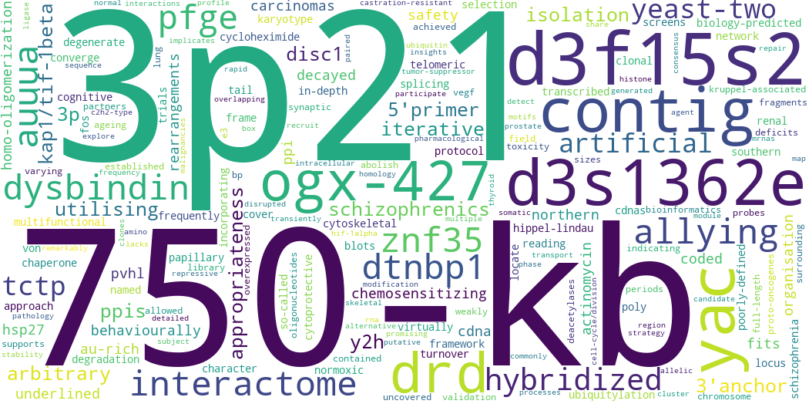 3p21
750-kb
d3f15s2
contig
d3s1362e
ogx-427
yac
drd
interactome
hybridized
allying
artificial
znf35
dtnbp1
dysbindin
tctp
auuua
pfge
yeast-two
isolation
iterative
5'primer
3'anchor
schizophrenics
utilising
appropriateness
kap1/tif-1beta
homo-oligomerization
disc1
arbitrary
underlined
ppis
y2h
organisation
hsp27
pvhl
au-rich
behaviourally
chemosensitizing
rearrangements
decayed
3p
carcinomas
karyotype
cycloheximide
safety
telomeric
splicing
in-depth
converge
degenerate
cognitive
partners
c2h2-type
ageing
explore
fos
trials
tail
overlapping
frame
box
ppi
protocol
selection
castration-resistant
achieved
ubiquitin
insights
tumor-suppressor
participate
vegf
synaptic
recruit
pharmacological
intracellular
abolish
homology
normal
interactions
profile
implicates
sequence
lung
rapid
e3
paired
ligase
varying
established
frequency
malignancies
screens
biology-predicted
network
repair
share
clonal
consensus
histone
kruppel-associated
transcribed
generated
fragments
motifs
prostate
agent
mrnas
renal
deficits
field
detect
toxicity
southern
map
sizes
bp
disrupted
transiently
cover
incorporating
thyroid
multiple
cytoskeletal
multifunctional
frequently
von
chaperone
papillary
library
repressive
overexpressed
clones
amino
lacks
remarkably
named
approach
modification
supports
degradation
stability
pathology
allowed
detailed
subject
character
virtually
contained
normoxic
so-called
oligonucleotides
cytoprotective
hif-1alpha
blots
skeletal
rna
alternative
promising
putative
weakly
cdna
framework
turnover
uncovered
validation
locate
reading
transport
phase
commonly
processes
indicating
northern
hippel-lindau
somatic
cdnas
bioinformatics
module
probes
coded
periods
poly
region
strategy
deacetylases
cell-cycle/division
actinomycin
ubiquitylation
cluster
allelic
chromosome
candidate
poorly-defined
full-length
proto-oncogenes
surrounding
fits
locus
schizophrenia